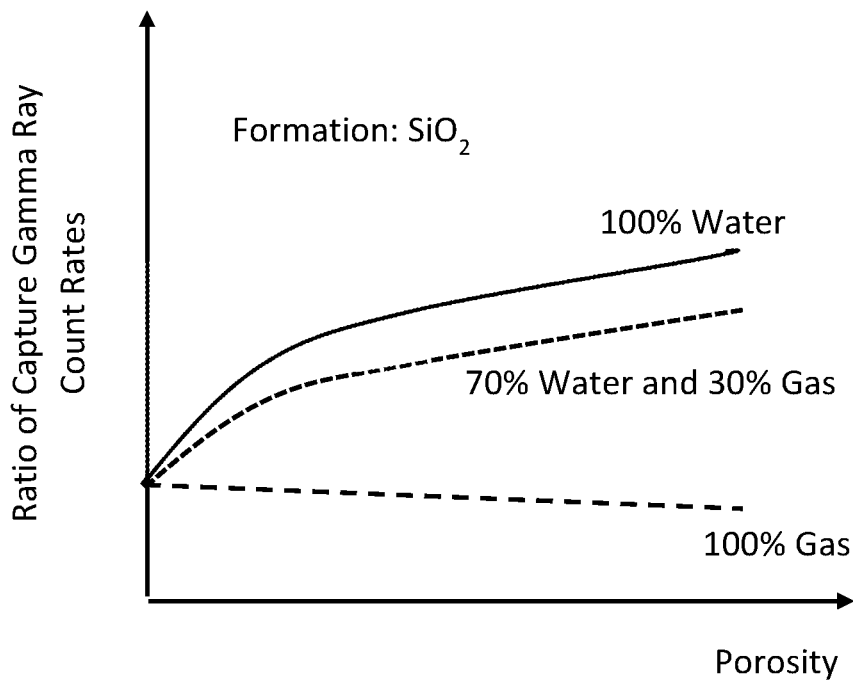 Ratio of Capture Gamma Ray
Count Rates
Formation: SiO₂
100% Water
70% Water and 30% Gas
100% Gas
Porosity